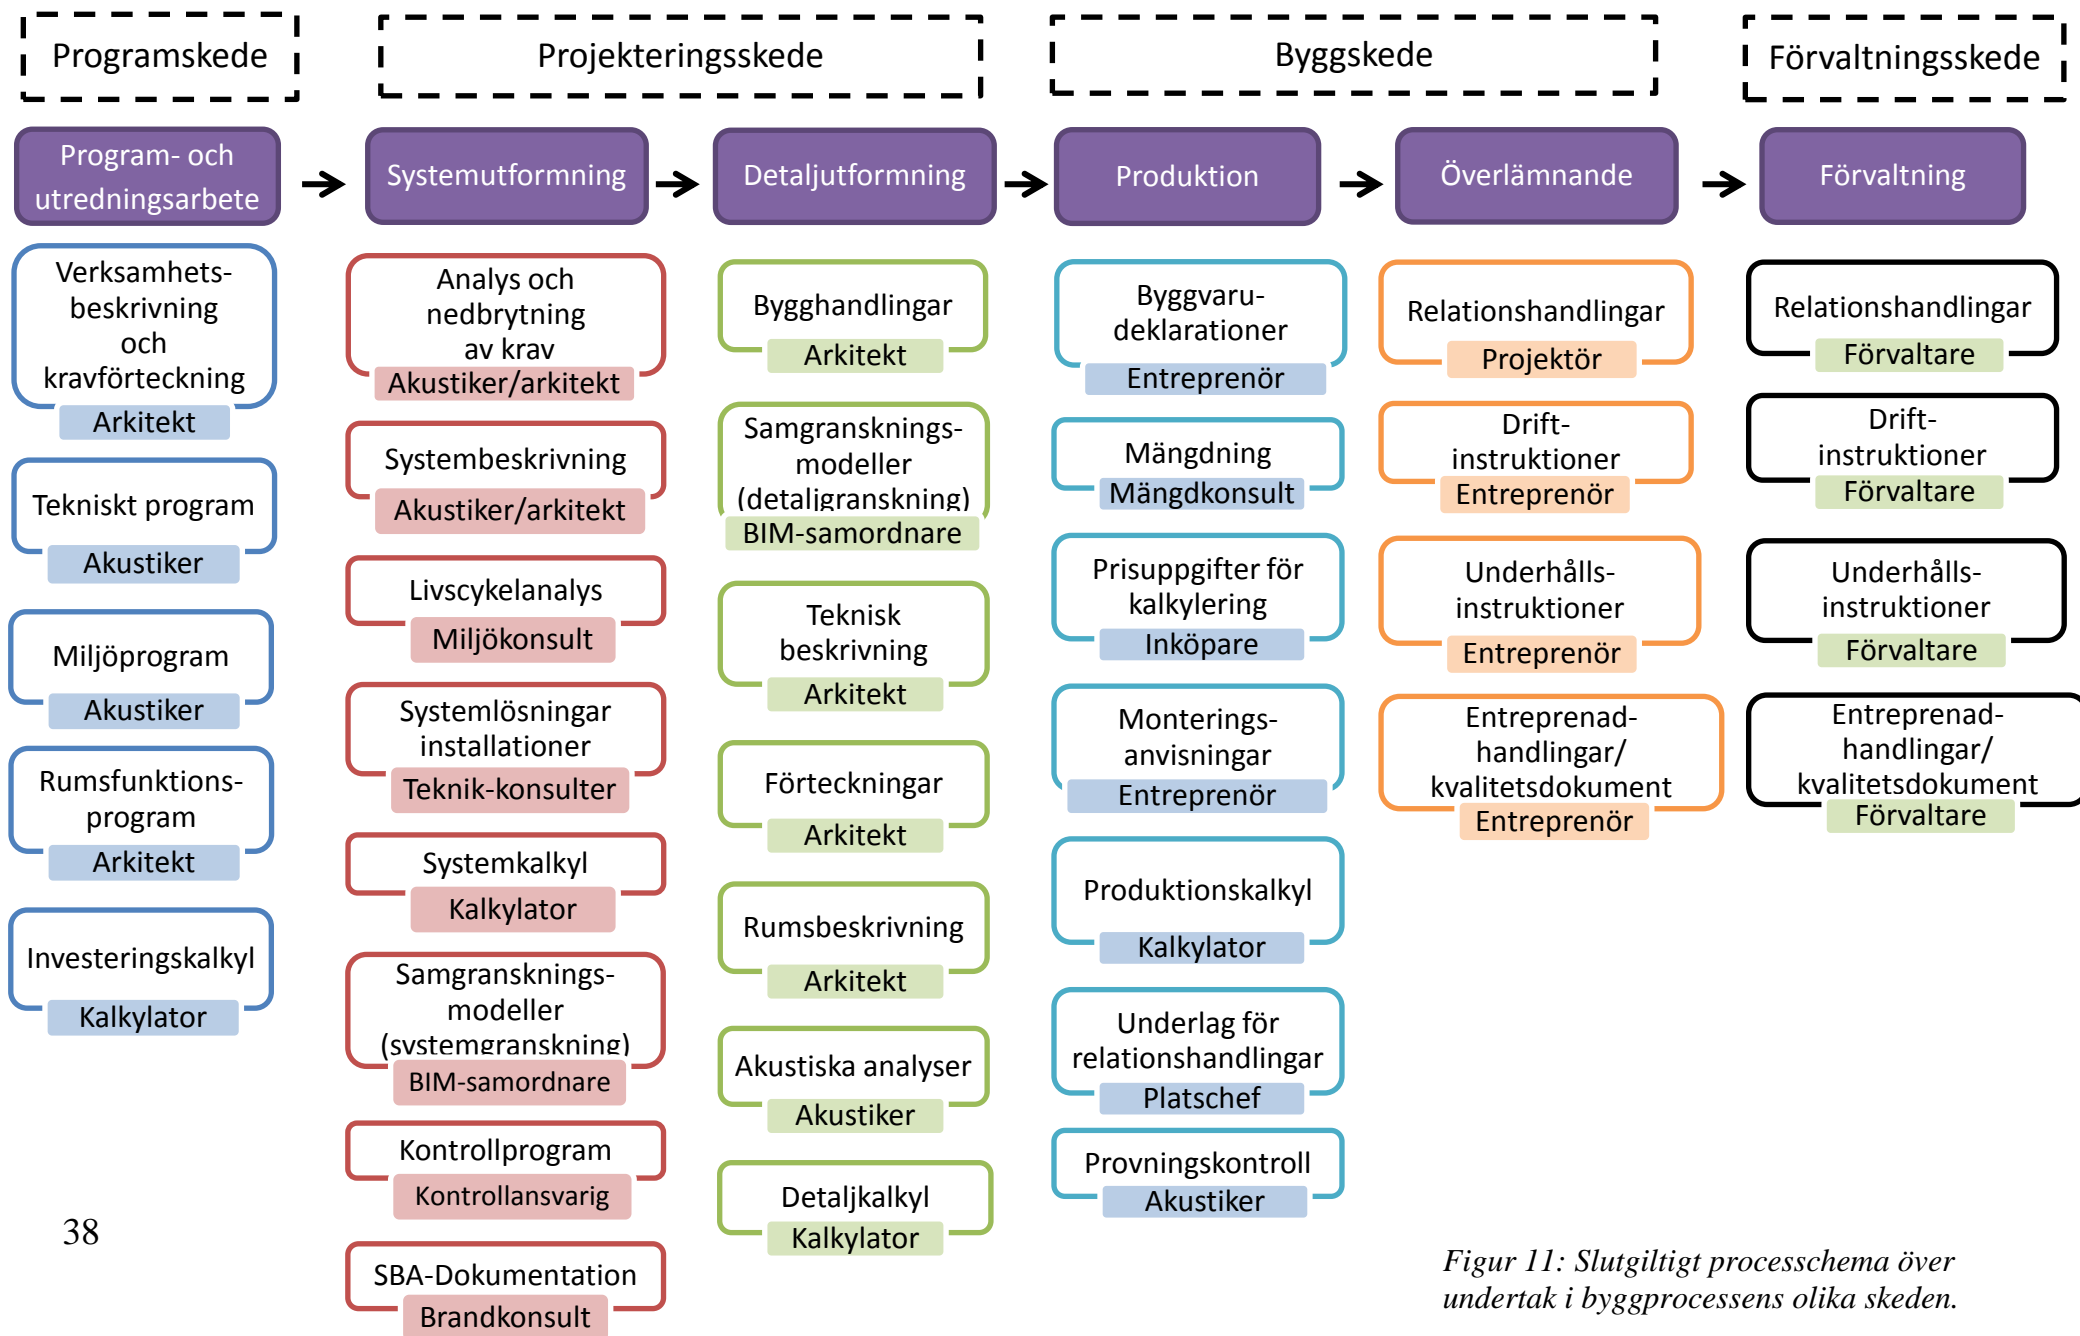 Programskede
Projekteringsskede
Byggskede
Förvaltningsskede
Program- och
utredningsarbete
Systemutformning
Detaljutformning
Produktion
Överlämnande
Förvaltning
Verksamhets-
beskrivning
och
kravförteckning
Arkitekt
Tekniskt program
Akustiker
Miljöprogram
Akustiker
Rumsfunktions-
program
Arkitekt
Investeringskalkyl
Kalkylator
Analys och
nedbrytning
av krav
Akustiker/arkitekt
Systembeskrivning
Akustiker/arkitekt
Livscykelanalys
Miljökonsult
Systemlösningar
installationer
Teknik-konsulter
Systemkalkyl
Kalkylator
Samgransknings-
modeller
(systemgranskning)
BIM-samordnare
Kontrollprogram
Kontrollansvarig
SBA-Dokumentation
Brandkonsult
Bygghandlingar
Arkitekt
Samgransknings-
modeller
(detaljgranskning)
BIM-samordnare
Teknisk
beskrivning
Arkitekt
Förteckningar
Arkitekt
Rumsbeskrivning
Arkitekt
Akustiska analyser
Akustiker
Detaljkalkyl
Kalkylator
Byggvaru-
deklarationer
Entreprenör
Mängdning
Mängdkonsult
Prisuppgifter för
kalkylering
Inköpare
Monterings-
anvisningar
Entreprenör
Produktionskalkyl
Kalkylator
Underlag för
relationshandlingar
Platschef
Provningskontroll
Akustiker
Relationshandlingar
Projektör
Drift-
instruktioner
Entreprenör
Underhålls-
instruktioner
Entreprenör
Entreprenad-
handlingar/
kvalitetsdokument
Entreprenör
Relationshandlingar
Förvaltare
Drift-
instruktioner
Förvaltare
Underhålls-
instruktioner
Förvaltare
Entreprenad-
handlingar/
kvalitetsdokument
Förvaltare
38
Figur 11: Slutgiltigt processchema över
undertak i byggprocessens olika skeden.